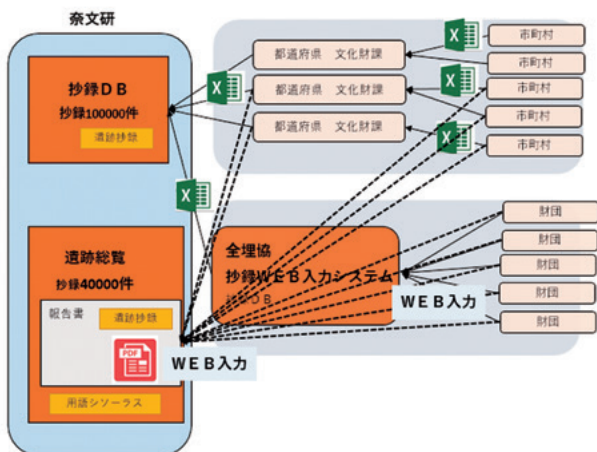 奈文研
抄録ＤＢ
抄録100000件
遺跡抄録
都道府県　文化財課
都道府県　文化財課
都道府県　文化財課
市町村
市町村
市町村
市町村
市町村
X
X
X
X
X
遺跡総覧
抄録40000件
報告書
遺跡抄録
PDF
ＷＥＢ入力
用語シソーラス
全埋協
抄録ＷＥＢ入力システム
ＤＢ
ＷＥＢ入力
財団
財団
財団
財団
財団